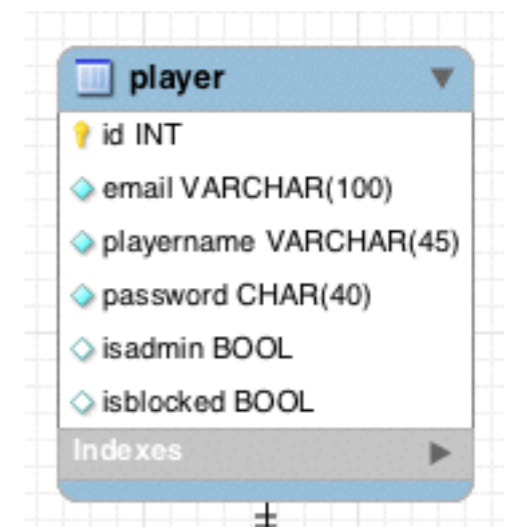 player
id INT
email VARCHAR(100)
playername VARCHAR(45)
password CHAR(40)
isadmin BOOL
isblocked BOOL
Indexes